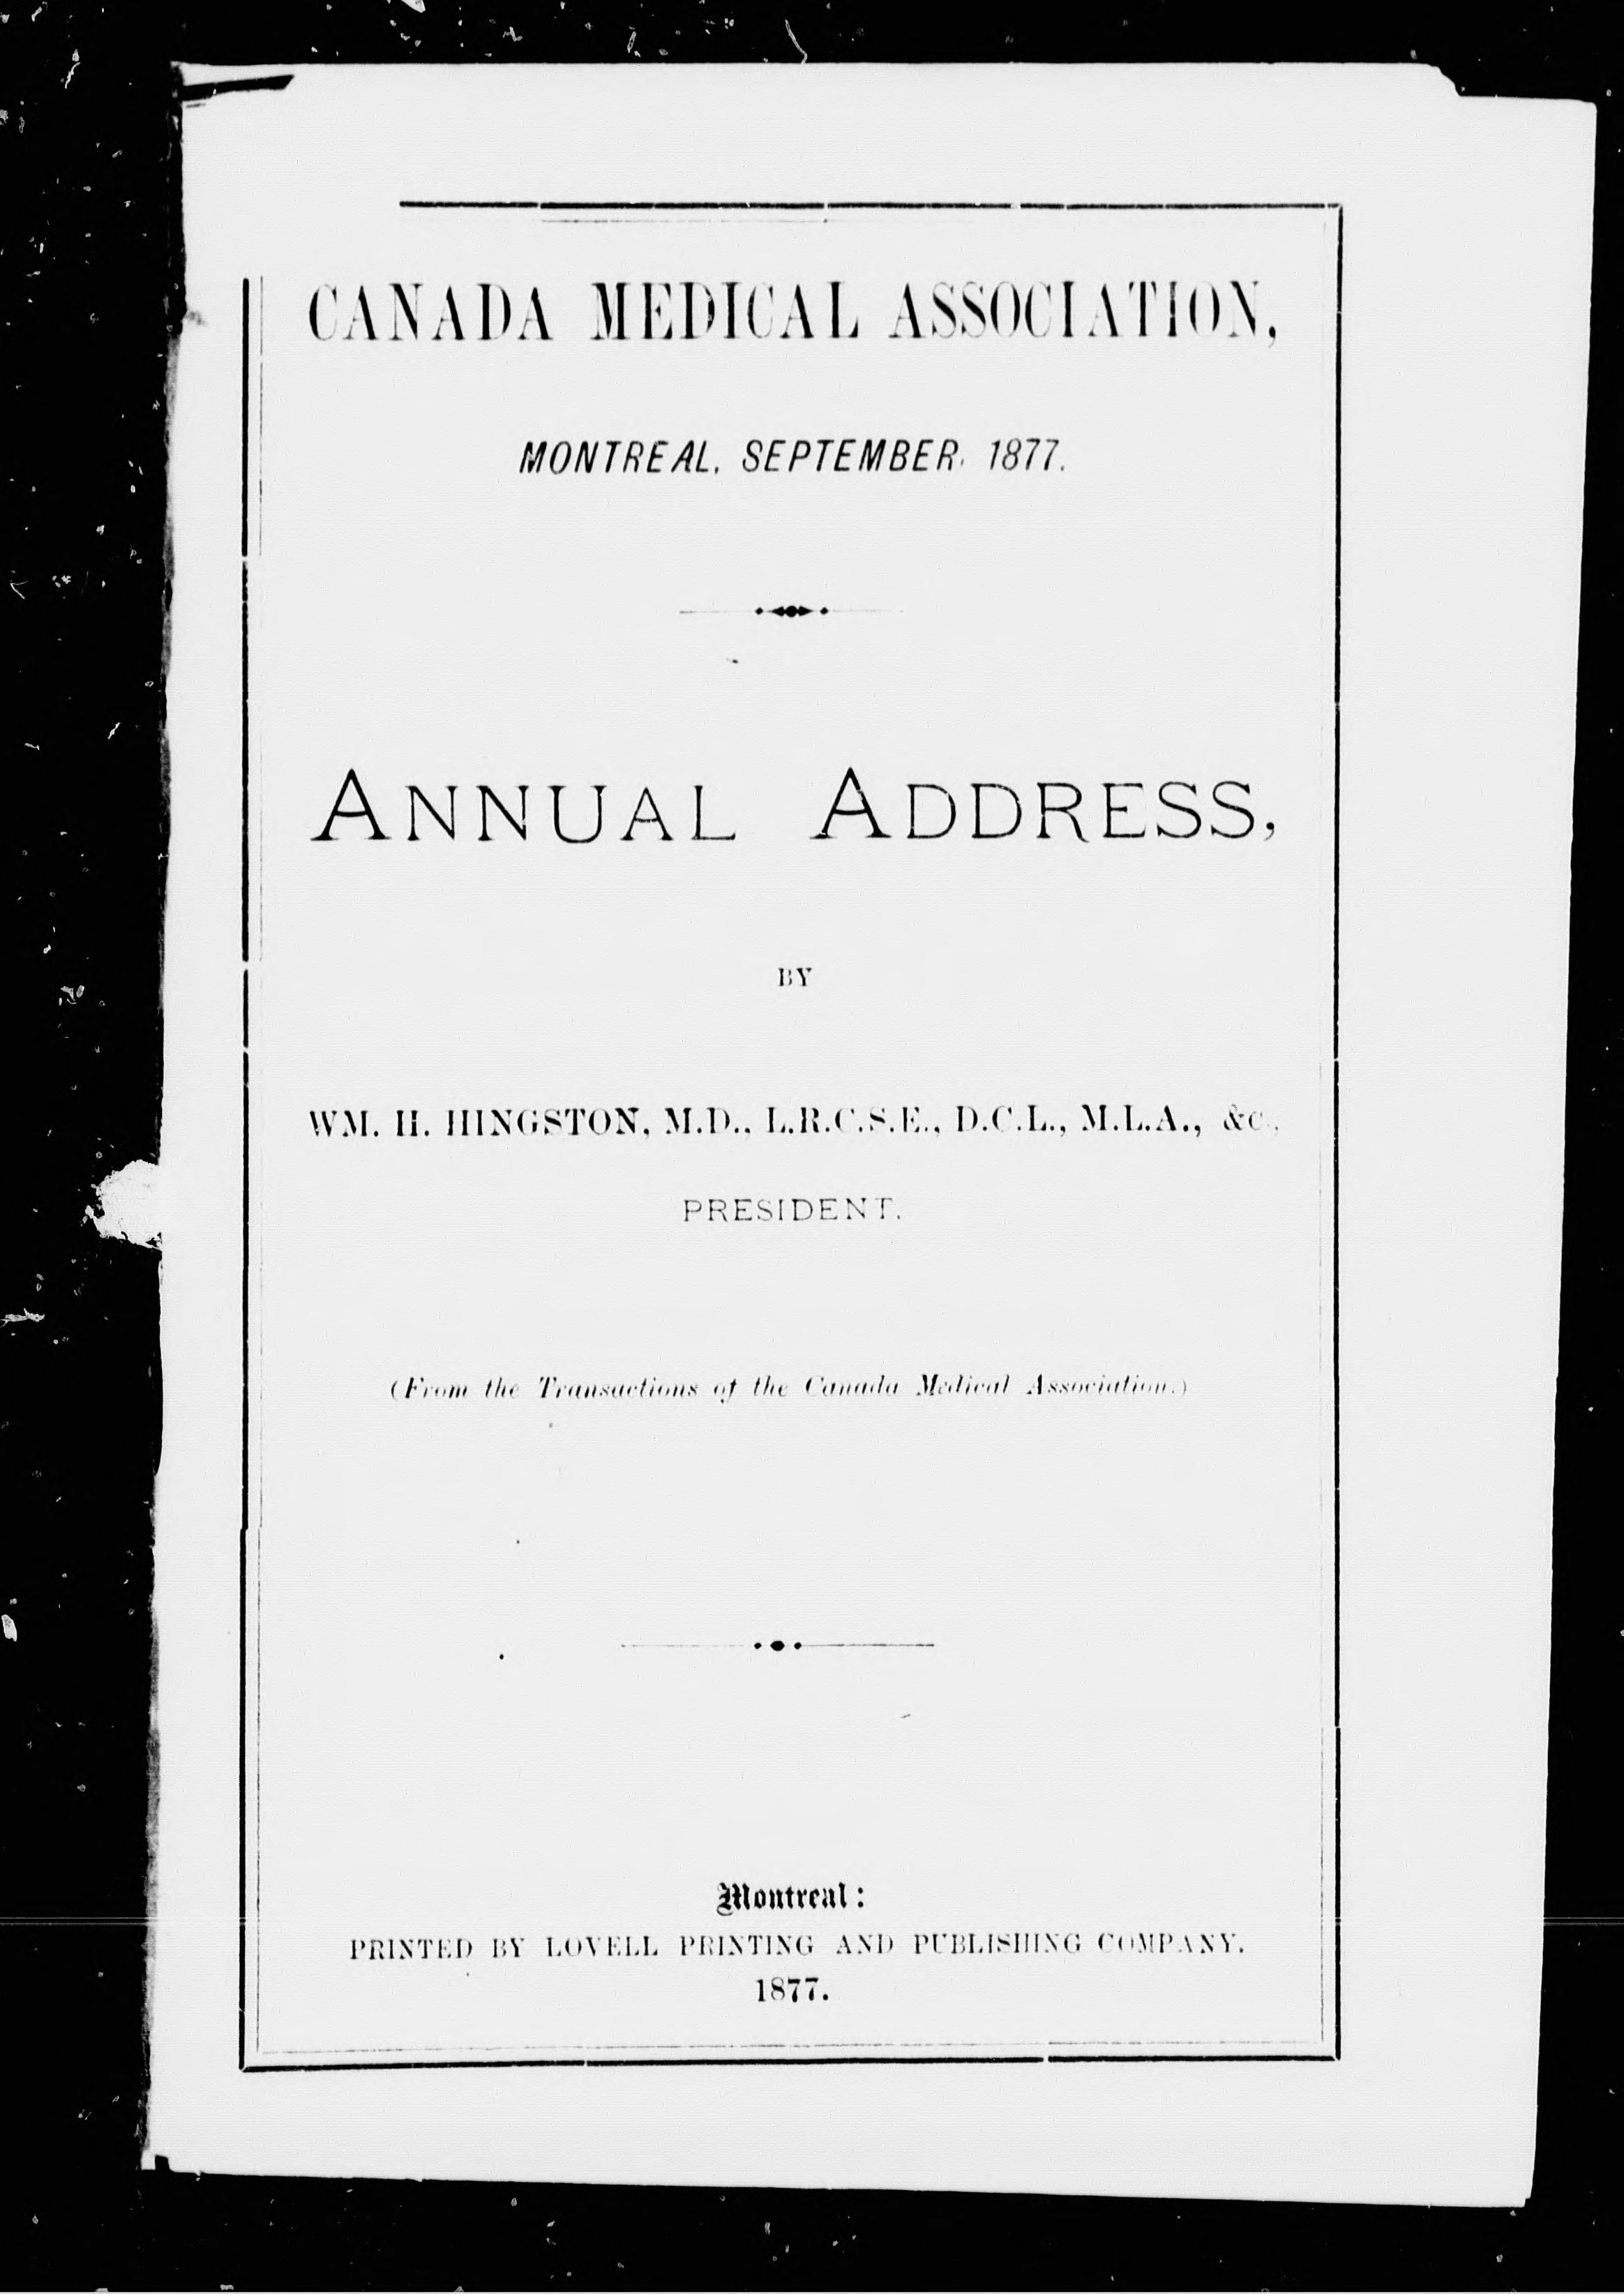 CANADA MEDICAL ASSOCIATION,
MONTREAL, SEPTEMBER, 1877.
ANNUAL ADDRESS,
BY
WM. H. HINGSTON, M.D., L.R.C.S.E., D.C.L., M.L.A., &c.,
PRESIDENT.
(From the Transactions of the Canada Medical Association.)
Montreal:
PRINTED BY LOVELL PRINTING AND PUBLISHING COMPANY.
1877.